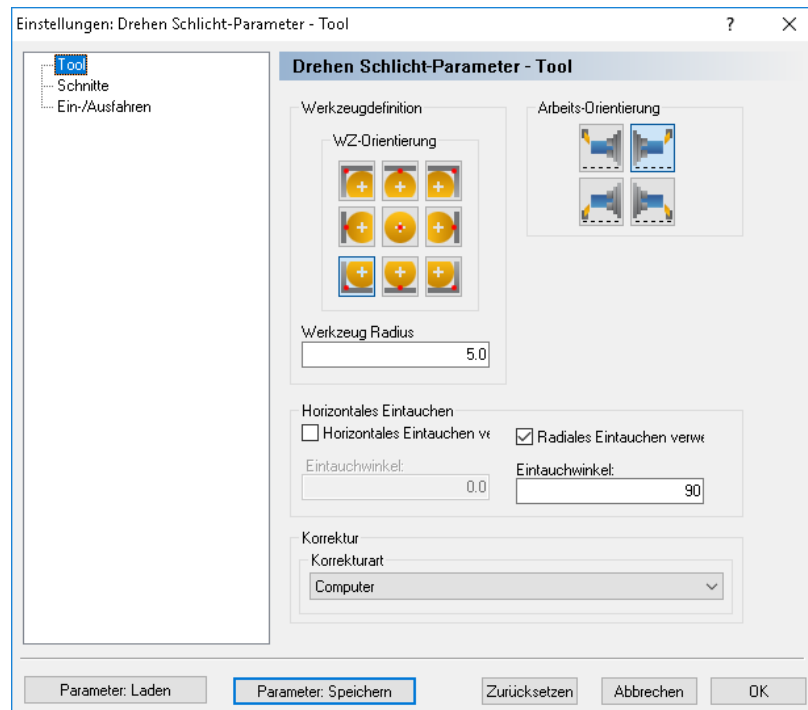 Einstellungen: Drehen Schlicht-Parameter - Tool
?
Tool
Schnitte
Ein-/Ausfahren
Drehen Schlicht-Parameter - Tool
Werkzeugdefinition
WZ-Orientierung
Arbeits-Orientierung
Werkzeug Radius
5.0
Horizontales Eintauchen
Horizontales Eintauchen ve
Radiales Eintauchen verwe
Eintauchwinkel:
0.0
Eintauchwinkel:
90
Korrektur
Korrekturart
Computer
Parameter: Laden
Parameter: Speichern
Zurücksetzen
Abbrechen
OK